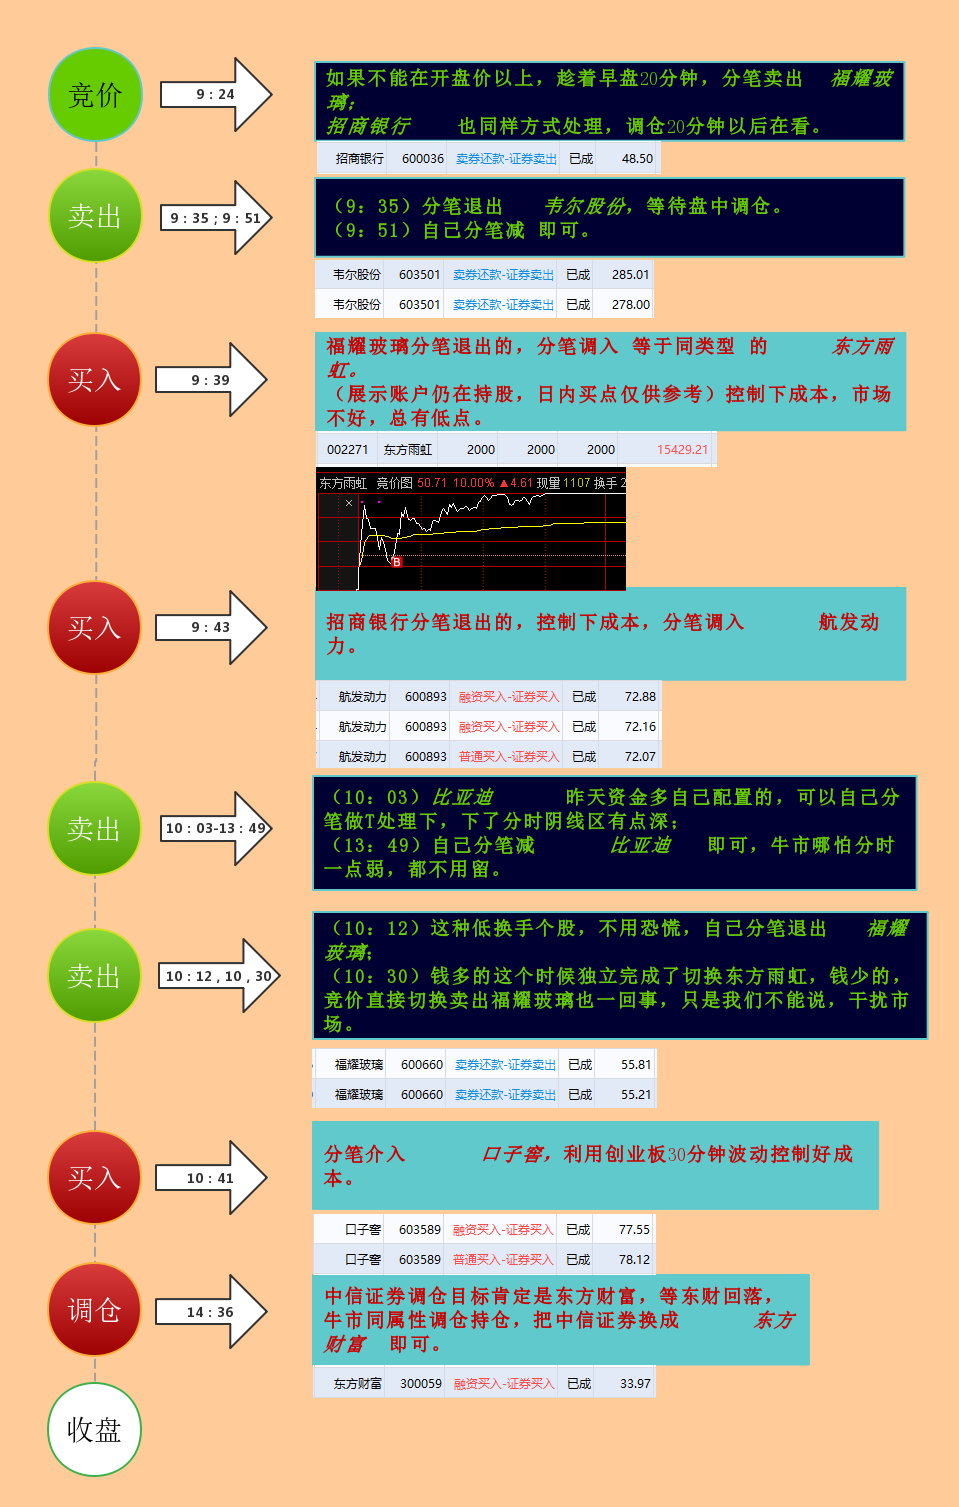 竞价
9：24
如果不能在开盘价以上，趁着早盘20分钟，分笔卖出 福耀玻
璃；
招商银行 也同样方式处理，调仓20分钟以后在看。
招商银行 600036 卖券还款-证券卖出 已成 48.50
卖出
9：35；9：51
（9：35）分笔退出 韦尔股份，等待盘中调仓。
（9：51）自己分笔减 即可。
韦尔股份 603501 卖券还款-证券卖出 已成 285.01
韦尔股份 603501 卖券还款-证券卖出 已成 278.00
买入
9：39
福耀玻璃分笔退出的，分笔调入 等于同类型 的 东方雨
虹。
（展示账户仍在持股，日内买点仅供参考）控制下成本，市场
不好，总有低点。
002271 东方雨虹 2000 2000 2000 15429.21
东方雨虹 竞价图 50.71 10.00% ▲4.61 现量 1107 换手 2
×
B
买入
9：43
招商银行分笔退出的，控制下成本，分笔调入 航发动
力。
航发动力 600893 融资买入-证券买入 已成 72.88
航发动力 600893 融资买入-证券买入 已成 72.16
航发动力 600893 普通买入-证券买入 已成 72.07
卖出
10：03-13：49
（10：03）比亚迪 昨天资金多自己配置的，可以自己分
笔做T处理下，下了分时阴线区有点深；
（13：49）自己分笔减 比亚迪 即可，牛市哪怕分时
一点弱，都不用留。
卖出
10：12，10，30
（10：12）这种低换手个股，不用恐慌，自己分笔退出 福耀
玻璃；
（10：30）钱多的这个时候独立完成了切换东方雨虹，钱少的，
竞价直接切换卖出福耀玻璃也一回事，只是我们不能说，干扰市
场。
福耀玻璃 600660 卖券还款-证券卖出 已成 55.81
福耀玻璃 600660 卖券还款-证券卖出 已成 55.21
买入
10：41
分笔介入 口子窖，利用创业板30分钟波动控制好成
本。
口子窖 603589 融资买入-证券买入 已成 77.55
口子窖 603589 普通买入-证券买入 已成 78.12
调仓
14：36
中信证券调仓目标肯定是东方财富，等东财回落，
牛市同属性调仓持仓，把中信证券换成 东方
财富 即可。
东方财富 300059 融资买入-证券买入 已成 33.97
收盘